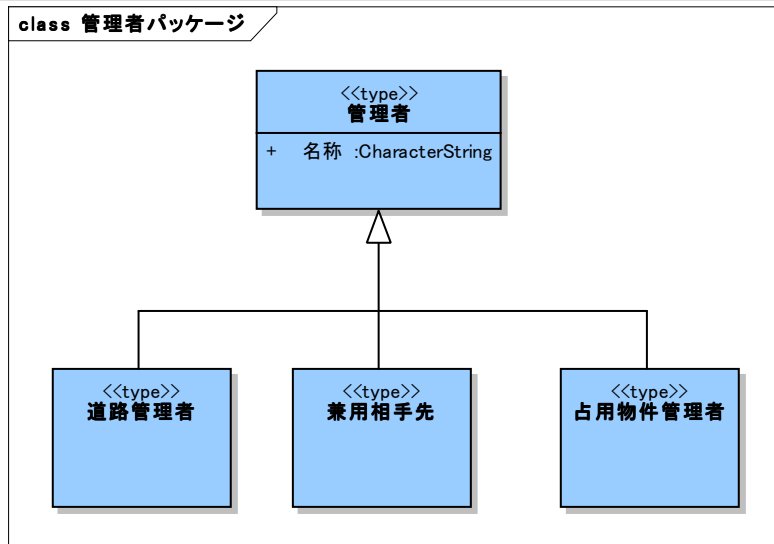 class 管理者パッケージ
<<type>>
管理者
+ 名称 :CharacterString
<<type>>
道路管理者
<<type>>
兼用相手先
<<type>>
占用物件管理者